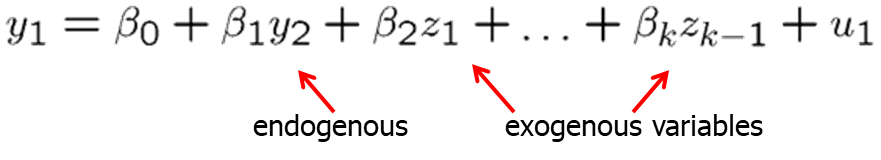 y₁ = β₀ + β₁y₂ + β₂z₁ + … + βₖzₖ₋₁ + u₁
endogenous exogenous variables